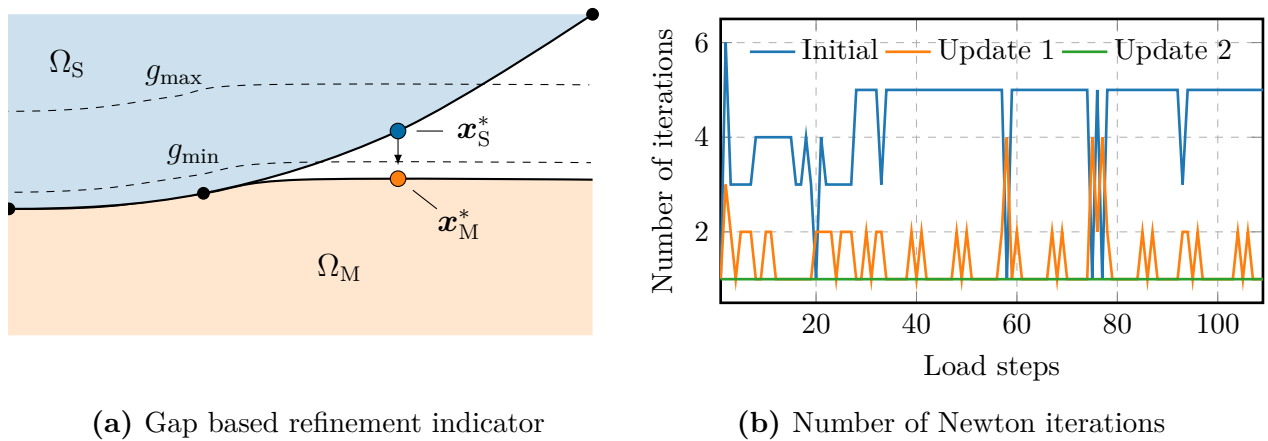 Ω_S
g_max
x*_S
g_min
x*_M
Ω_M
(a) Gap based refinement indicator
Number of iterations
6
4
2
Initial Update 1 Update 2
20 40 60 80 100
Load steps
(b) Number of Newton iterations